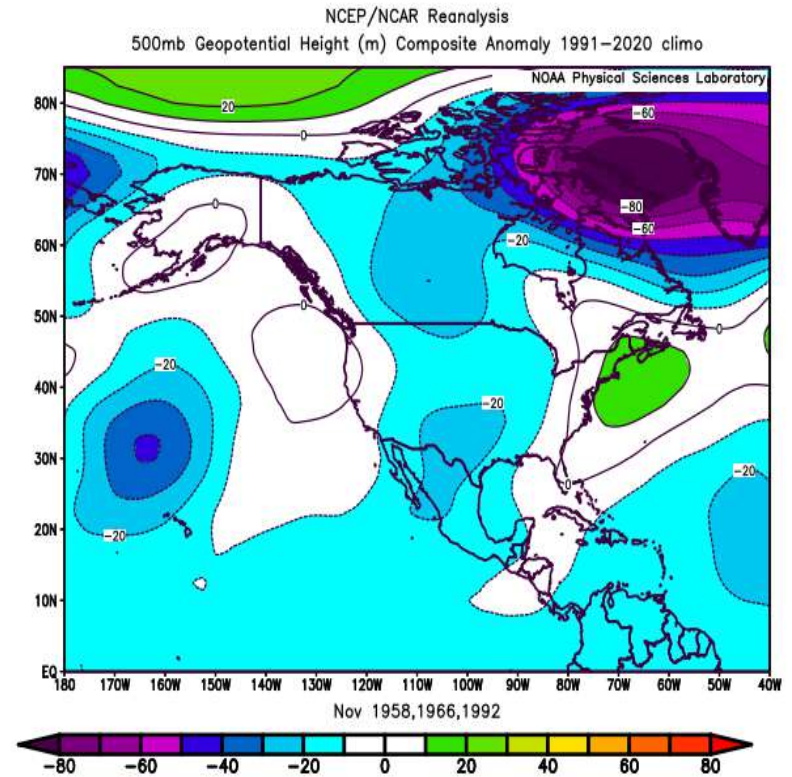 NCEP/NCAR Reanalysis
500mb Geopotential Height (m) Composite Anomaly 1991−2020 climo
NOAA Physical Sciences Laboratory
80N
70N
60N
50N
40N
30N
20N
10N
EQ
20
0
−60
−80
−60
0
−20
0
0
−20
−20
−20
0
−20
−20
180 170W 160W 150W 140W 130W 120W 110W 100W 90W 80W 70W 60W 50W 40W
Nov 1958,1966,1992
−80 −60 −40 −20 0 20 40 60 80